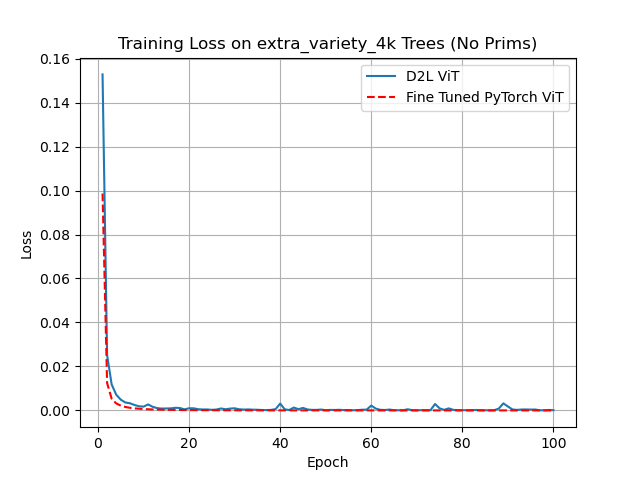 Training Loss on extra_variety_4k Trees (No Prims)
D2L ViT
Fine Tuned PyTorch ViT
Loss
0.16
0.14
0.12
0.10
0.08
0.06
0.04
0.02
0.00
0 20 40 60 80 100
Epoch